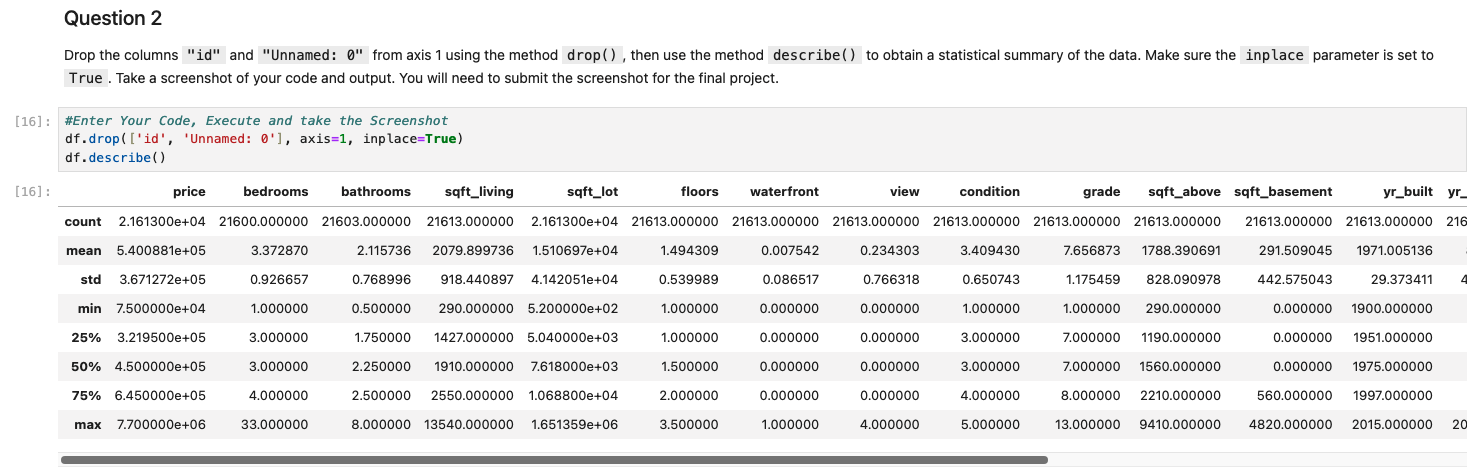 Question 2
Drop the columns "id" and "Unnamed: 0" from axis 1 using the method drop() , then use the method describe() to obtain a statistical summary of the data. Make sure the inplace parameter is set to
True . Take a screenshot of your code and output. You will need to submit the screenshot for the final project.
[16]: #Enter Your Code, Execute and take the Screenshot
df.drop(['id', 'Unnamed: 0'], axis=1, inplace=True)
df.describe()
[16]: price bedrooms bathrooms sqft_living sqft_lot floors waterfront view condition grade sqft_above sqft_basement yr_built yr_
count 2.161300e+04 21600.000000 21603.000000 21613.000000 2.161300e+04 21613.000000 21613.000000 21613.000000 21613.000000 21613.000000 21613.000000 21613.000000 21613.000000 216
mean 5.400881e+05 3.372870 2.115736 2079.899736 1.510697e+04 1.494309 0.007542 0.234303 3.409430 7.656873 1788.390691 291.509045 1971.005136
std 3.671272e+05 0.926657 0.768996 918.440897 4.142051e+04 0.539989 0.086517 0.766318 0.650743 1.175459 828.090978 442.575043 29.373411 4
min 7.500000e+04 1.000000 0.500000 290.000000 5.200000e+02 1.000000 0.000000 0.000000 1.000000 1.000000 290.000000 0.000000 1900.000000
25% 3.219500e+05 3.000000 1.750000 1427.000000 5.040000e+03 1.000000 0.000000 0.000000 3.000000 7.000000 1190.000000 0.000000 1951.000000
50% 4.500000e+05 3.000000 2.250000 1910.000000 7.618000e+03 1.500000 0.000000 0.000000 3.000000 7.000000 1560.000000 0.000000 1975.000000
75% 6.450000e+05 4.000000 2.500000 2550.000000 1.068800e+04 2.000000 0.000000 0.000000 4.000000 8.000000 2210.000000 560.000000 1997.000000
max 7.700000e+06 33.000000 8.000000 13540.000000 1.651359e+06 3.500000 1.000000 4.000000 5.000000 13.000000 9410.000000 4820.000000 2015.000000 20